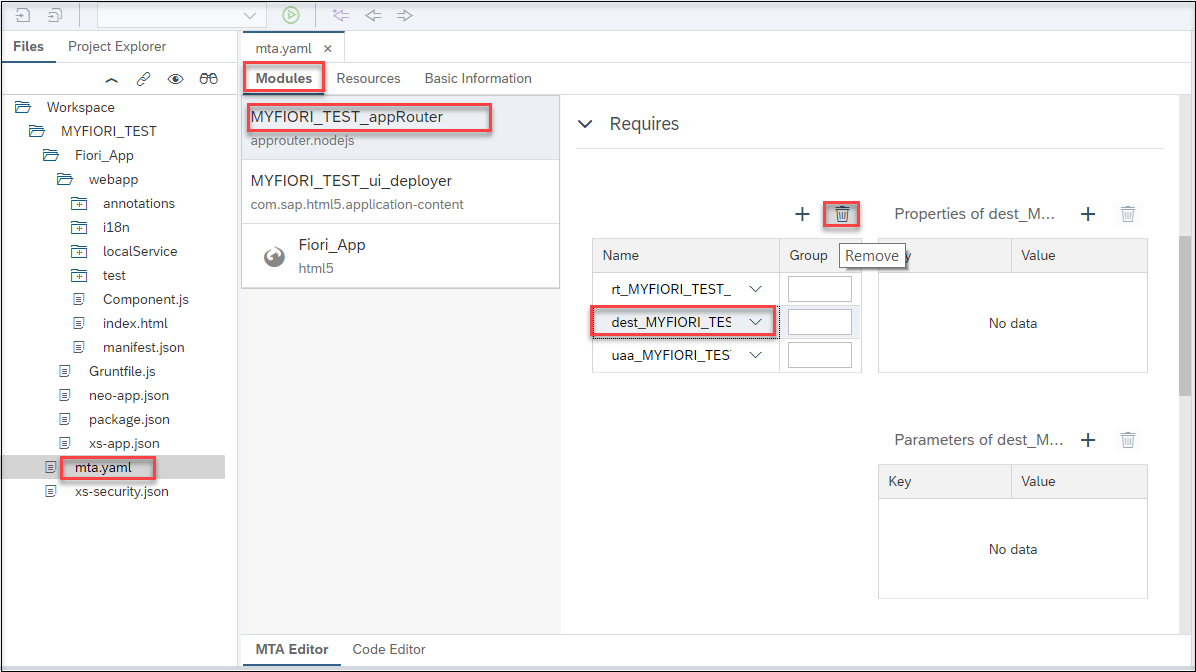 Files
Project Explorer
Workspace
MYFIORI_TEST
Fiori_App
webapp
annotations
i18n
localService
test
Component.js
index.html
manifest.json
Gruntfile.js
neo-app.json
package.json
xs-app.json
mta.yaml
xs-security.json
mta.yaml ×
Modules
Resources
Basic Information
MYFIORI_TEST_appRouter
approuter.nodejs
MYFIORI_TEST_ui_deployer
com.sap.html5.application-content
Fiori_App
html5
Requires
Name
Group
rt_MYFIORI_TEST_
dest_MYFIORI_TES
uaa_MYFIORI_TES
Remove
Properties of dest_M...
Value
No data
Parameters of dest_M...
Key
Value
No data
MTA Editor
Code Editor